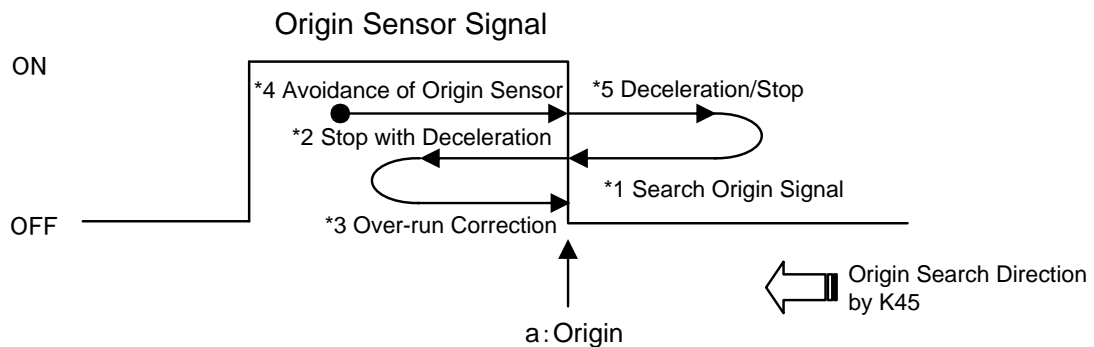 Origin Sensor Signal
ON
*4 Avoidance of Origin Sensor
*5 Deceleration/Stop
*2 Stop with Deceleration
*1 Search Origin Signal
OFF
*3 Over-run Correction
Origin Search Direction
by K45
a:Origin